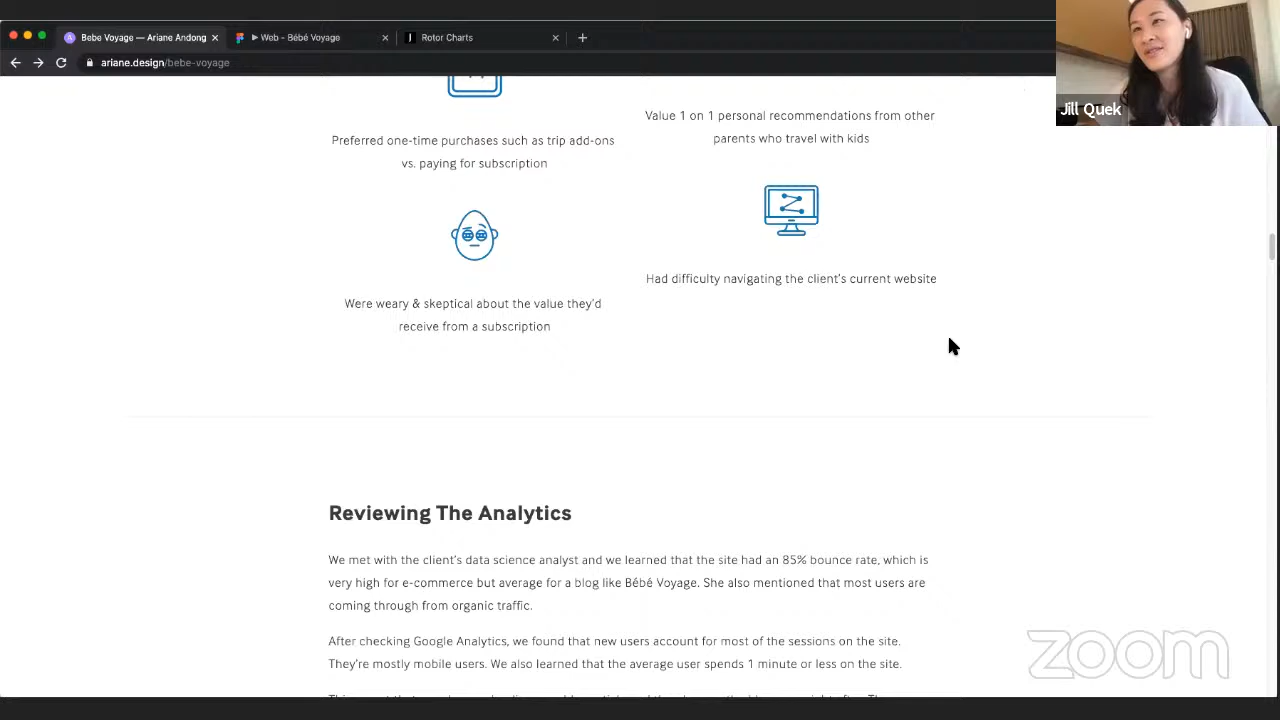 Bebe Voyage — Ariane Andong
Web - Bébé Voyage
Rotor Charts
ariane.design/bebe-voyage
Jill Quek
Value 1 on 1 personal recommendations from other
parents who travel with kids
Preferred one-time purchases such as trip add-ons
vs. paying for subscription
Had difficulty navigating the client's current website
Were weary & skeptical about the value they'd
receive from a subscription
Reviewing The Analytics
We met with the client's data science analyst and we learned that the site had an 85% bounce rate, which is
very high for e-commerce but average for a blog like Bébé Voyage. She also mentioned that most users are
coming through from organic traffic.
After checking Google Analytics, we found that new users account for most of the sessions on the site.
They're mostly mobile users. We also learned that the average user spends 1 minute or less on the site.
zoom